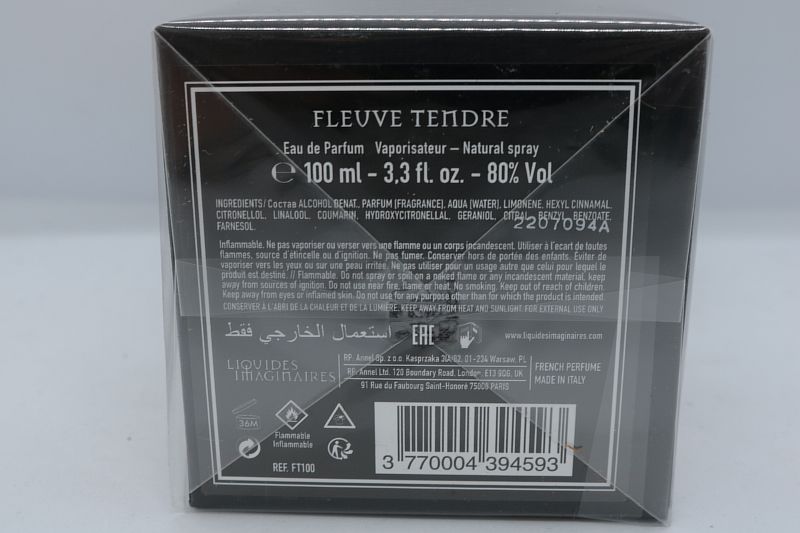 FLEUVE TENDRE
Eau de Parfum Vaporisateur – Natural spray
℮ 100 ml - 3,3 fl. oz. - 80% Vol
INGREDIENTS/Состав ALCOHOL DENAT., PARFUM (FRAGRANCE), AQUA (WATER), LIMONENE, HEXYL CINNAMAL,
CITRONELLOL, LINALOOL, COUMARIN, HYDROXYCITRONELLAL, GERANIOL, CITRAL, BENZYL BENZOATE,
FARNESOL.
2207094A
Inflammable. Ne pas vaporiser ou verser vers une flamme ou un corps incandescent. Utiliser à l'ecart de toutes
flammes, source d'etincelle ou d'ignition. Ne pas fumer. Conserver hors de portée des enfants. Éviter de
vaporiser vers les yeux ou sur une peau irritée. Ne pas utiliser pour un usage autre que celui pour lequel le
produit est destiné. // Flammable. Do not spray or spill on a naked flame or any incandescent material, keep
away from sources of ignition. Do not use near fire, flame or heat. No smoking. Keep out of reach of children.
Keep away from eyes or inflamed skin. Do not use for any purpose other than for which the product is intended.
CONSERVER À L'ABRI DE LA CHALEUR ET DE LA LUMIÈRE. KEEP AWAY FROM HEAT AND SUNLIGHT. FOR EXTERNAL USE ONLY
استعمال الخارجي فقط
EAC
www.liquidesimaginaires.com
LIQUIDES
IMAGINAIRES
RP. Annel Sp. z o.o. Kasprzaka 31A/82, 01-234 Warsaw, PL
RP. Annel Ltd. 120 Boundary Road. London, E13 9QG, UK
91 Rue du Faubourg Saint-Honoré 75008 PARIS
FRENCH PERFUME
MADE IN ITALY
36M
Flammable
Inflammable
REF. FT100
3 770004 394593